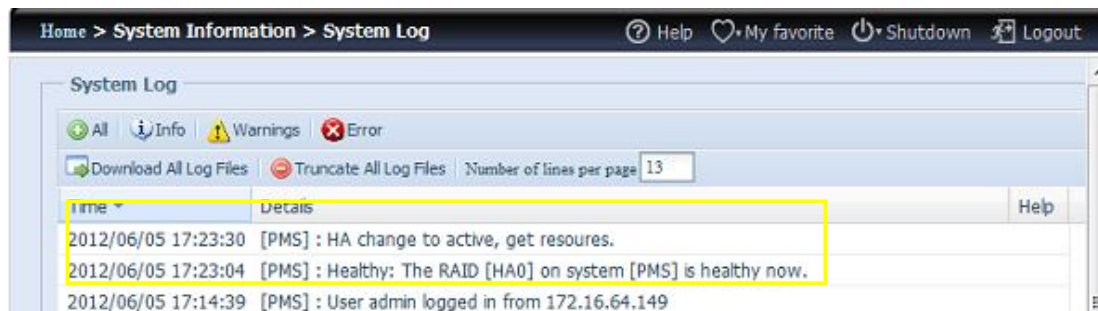 Home > System Information > System Log Help My favorite Shutdown Logout
System Log
All Info Warnings Error
Download All Log Files Truncate All Log Files Number of lines per page 13
Time Details Help
2012/06/05 17:23:30 [PMS] : HA change to active, get resoures.
2012/06/05 17:23:04 [PMS] : Healthy: The RAID [HA0] on system [PMS] is healthy now.
2012/06/05 17:14:39 [PMS] : User admin logged in from 172.16.64.149